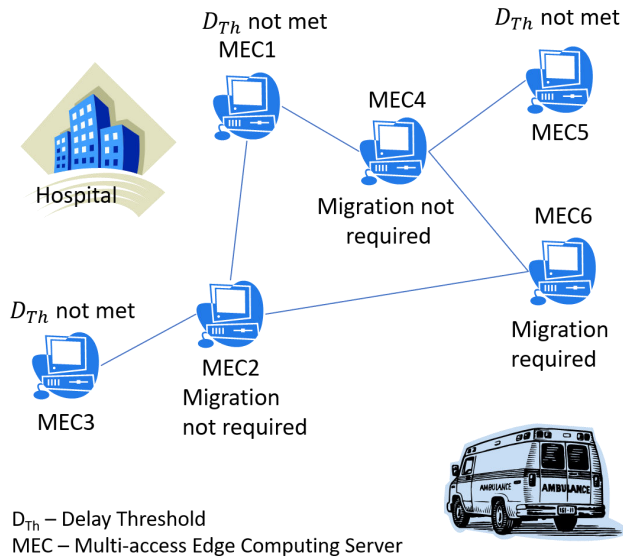 D_Th not met
MEC1
D_Th not met
MEC5
MEC4
Migration not
required
Hospital
MEC6
Migration
required
D_Th not met
MEC3
MEC2
Migration
not required
AMBULANCE
AMBULANCE
D_Th – Delay Threshold
MEC – Multi-access Edge Computing Server